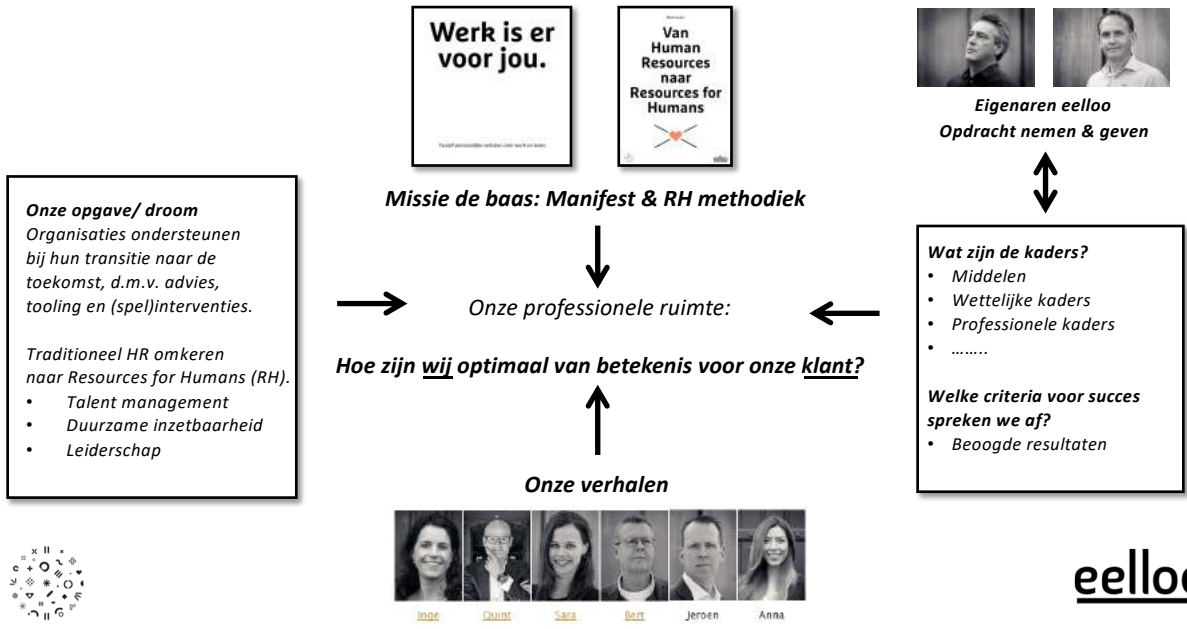 Werk is er
voor jou.
Van
Human
Resources
naar
Resources for
Humans
eelloo
Eigenaren eelloo
Opdracht nemen & geven
Missie de baas: Manifest & RH methodiek
Onze opgave/ droom
Organisaties ondersteunen
bij hun transitie naar de
toekomst, d.m.v. advies,
tooling en (spel)interventies.
Traditioneel HR omkeren
naar Resources for Humans (RH).
• Talent management
• Duurzame inzetbaarheid
• Leiderschap
Onze professionele ruimte:
Hoe zijn wij optimaal van betekenis voor onze klant?
Wat zijn de kaders?
• Middelen
• Wettelijke kaders
• Professionele kaders
• ……..
Welke criteria voor succes
spreken we af?
• Beoogde resultaten
Onze verhalen
Inge Quint Sara Bert Jeroen Anna
eelloo